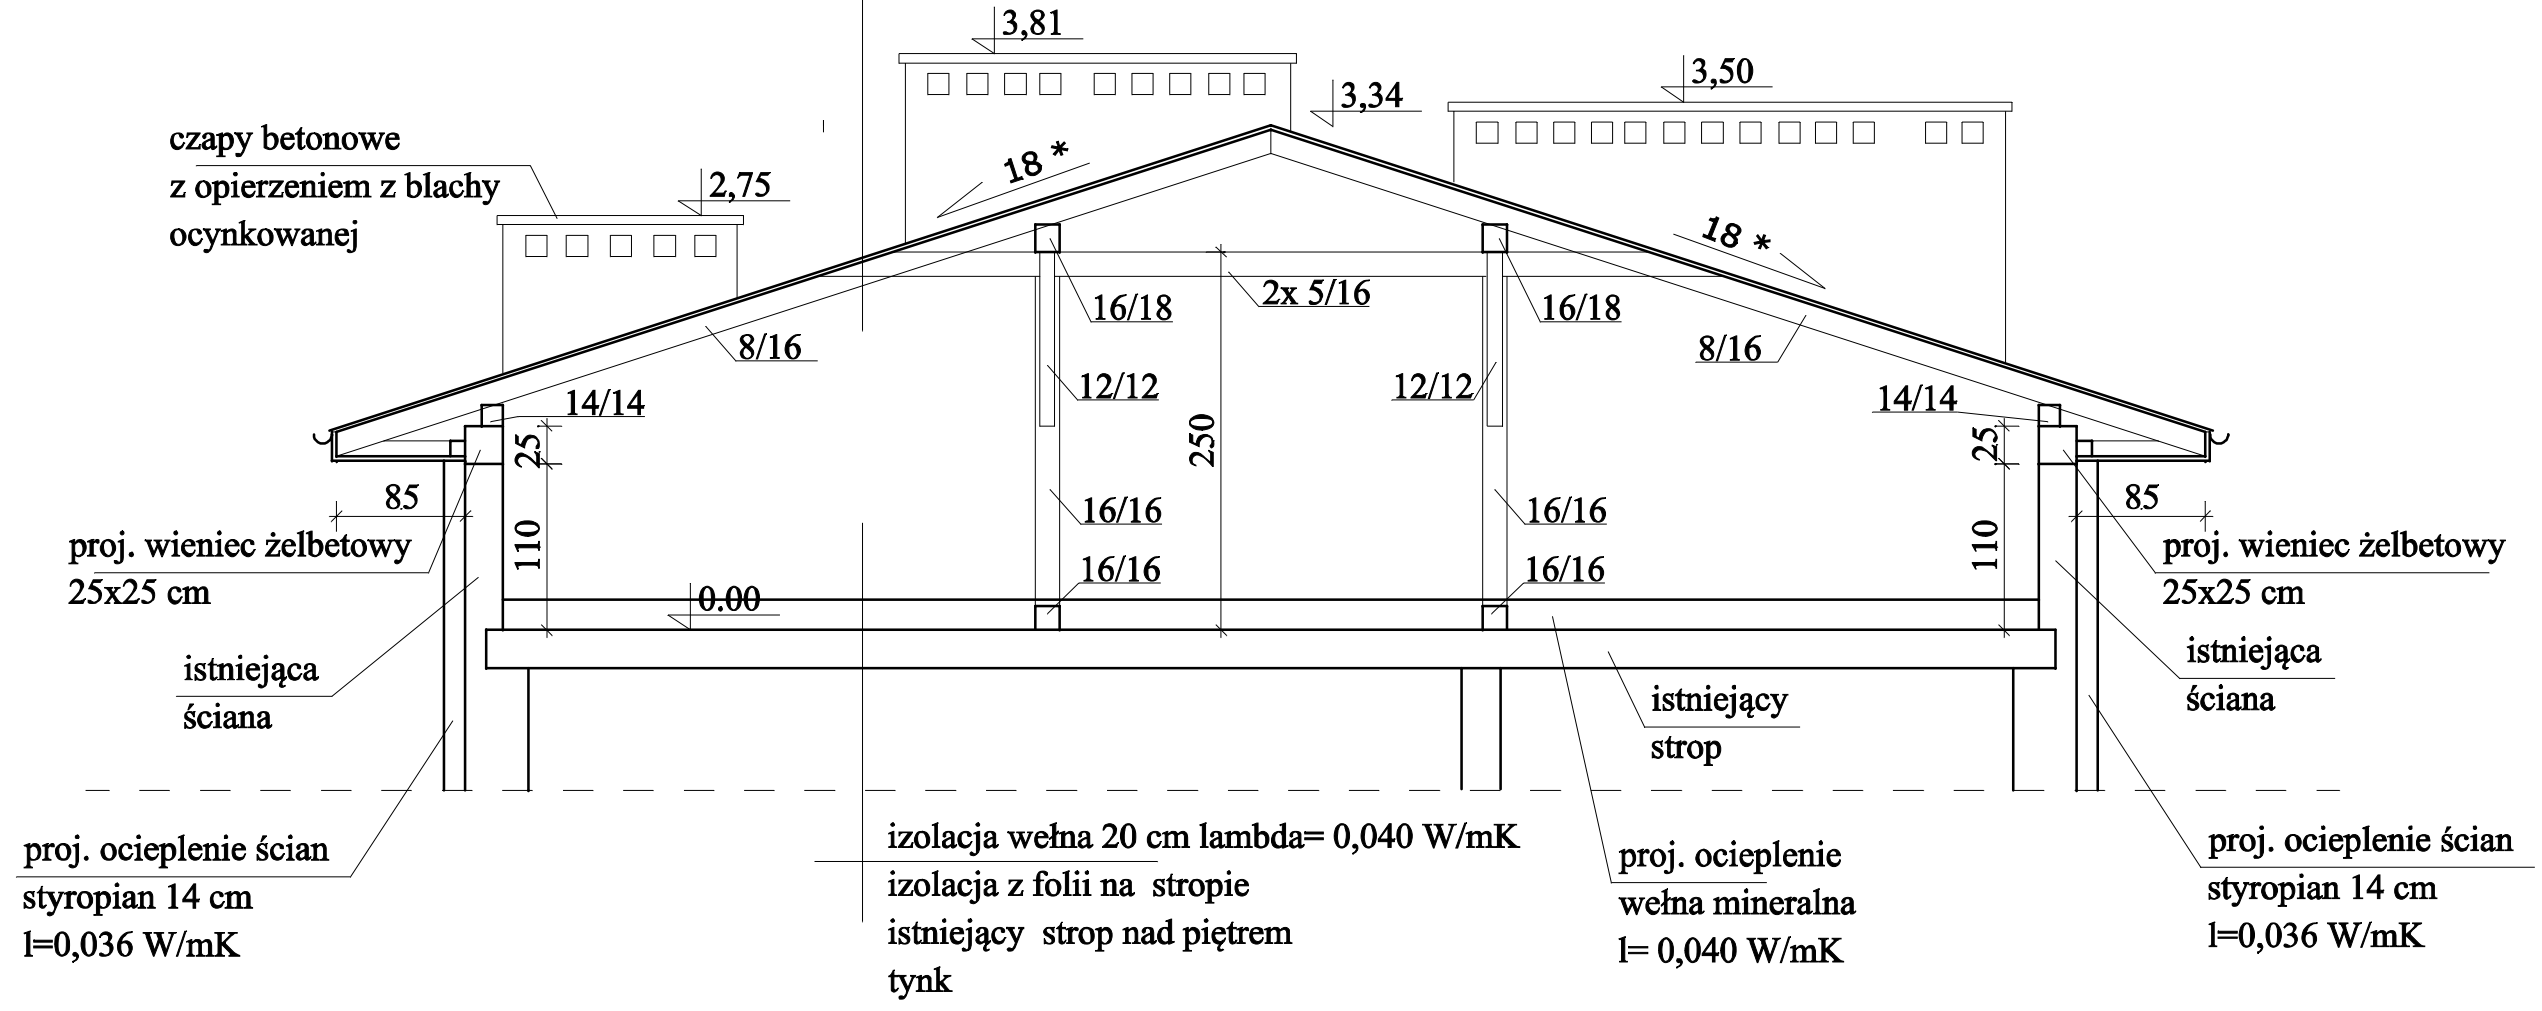 3,81
3,50
3,34
czapy betonowe
z opierzeniem z blachy
ocynkowanej
18 *
2,75
18 *
2x 5/16
16/18
16/18
8/16
8/16
12/12
12/12
14/14
14/14
25
250
25
85
85
16/16
16/16
110
110
proj. wieniec żelbetowy
25x25 cm
proj. wieniec żelbetowy
25x25 cm
16/16
16/16
0.00
istniejąca
ściana
istniejąca
ściana
istniejący
strop
izolacja wełna 20 cm lambda= 0,040 W/mK
izolacja z folii na stropie
istniejący strop nad piętrem
tynk
proj. ocieplenie ścian
styropian 14 cm
l=0,036 W/mK
proj. ocieplenie
wełna mineralna
l= 0,040 W/mK
proj. ocieplenie ścian
styropian 14 cm
l=0,036 W/mK